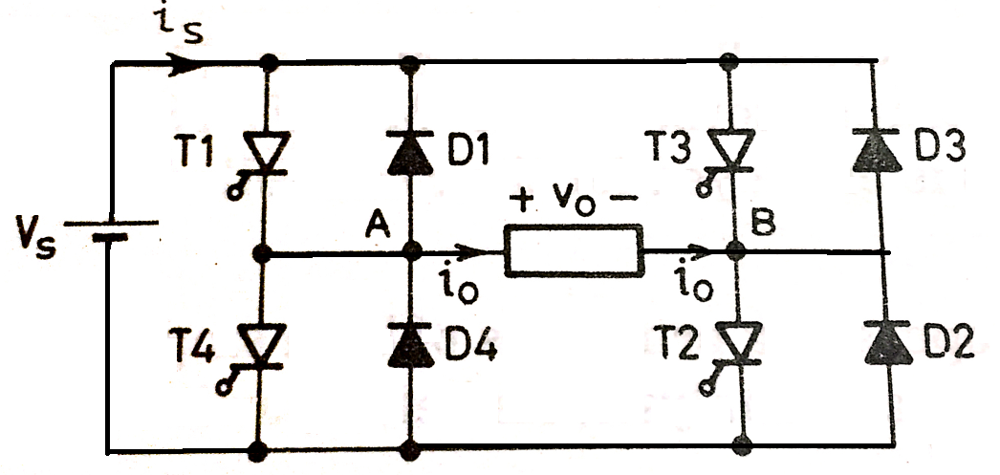 is
T1 D1 T3 D3
+ vo −
Vs A B
io io
T4 D4 T2 D2